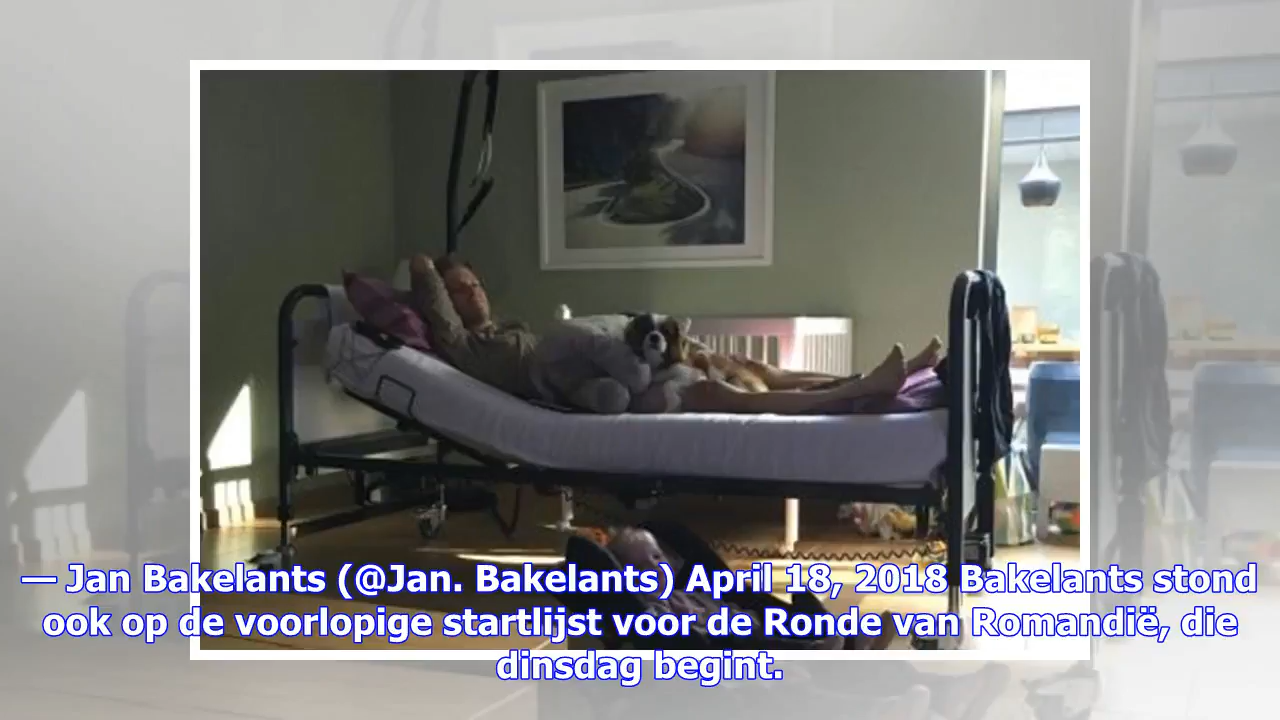 — Jan Bakelants (@Jan. Bakelants) April 18, 2018 Bakelants stond
ook op de voorlopige startlijst voor de Ronde van Romandië, die
dinsdag begint.